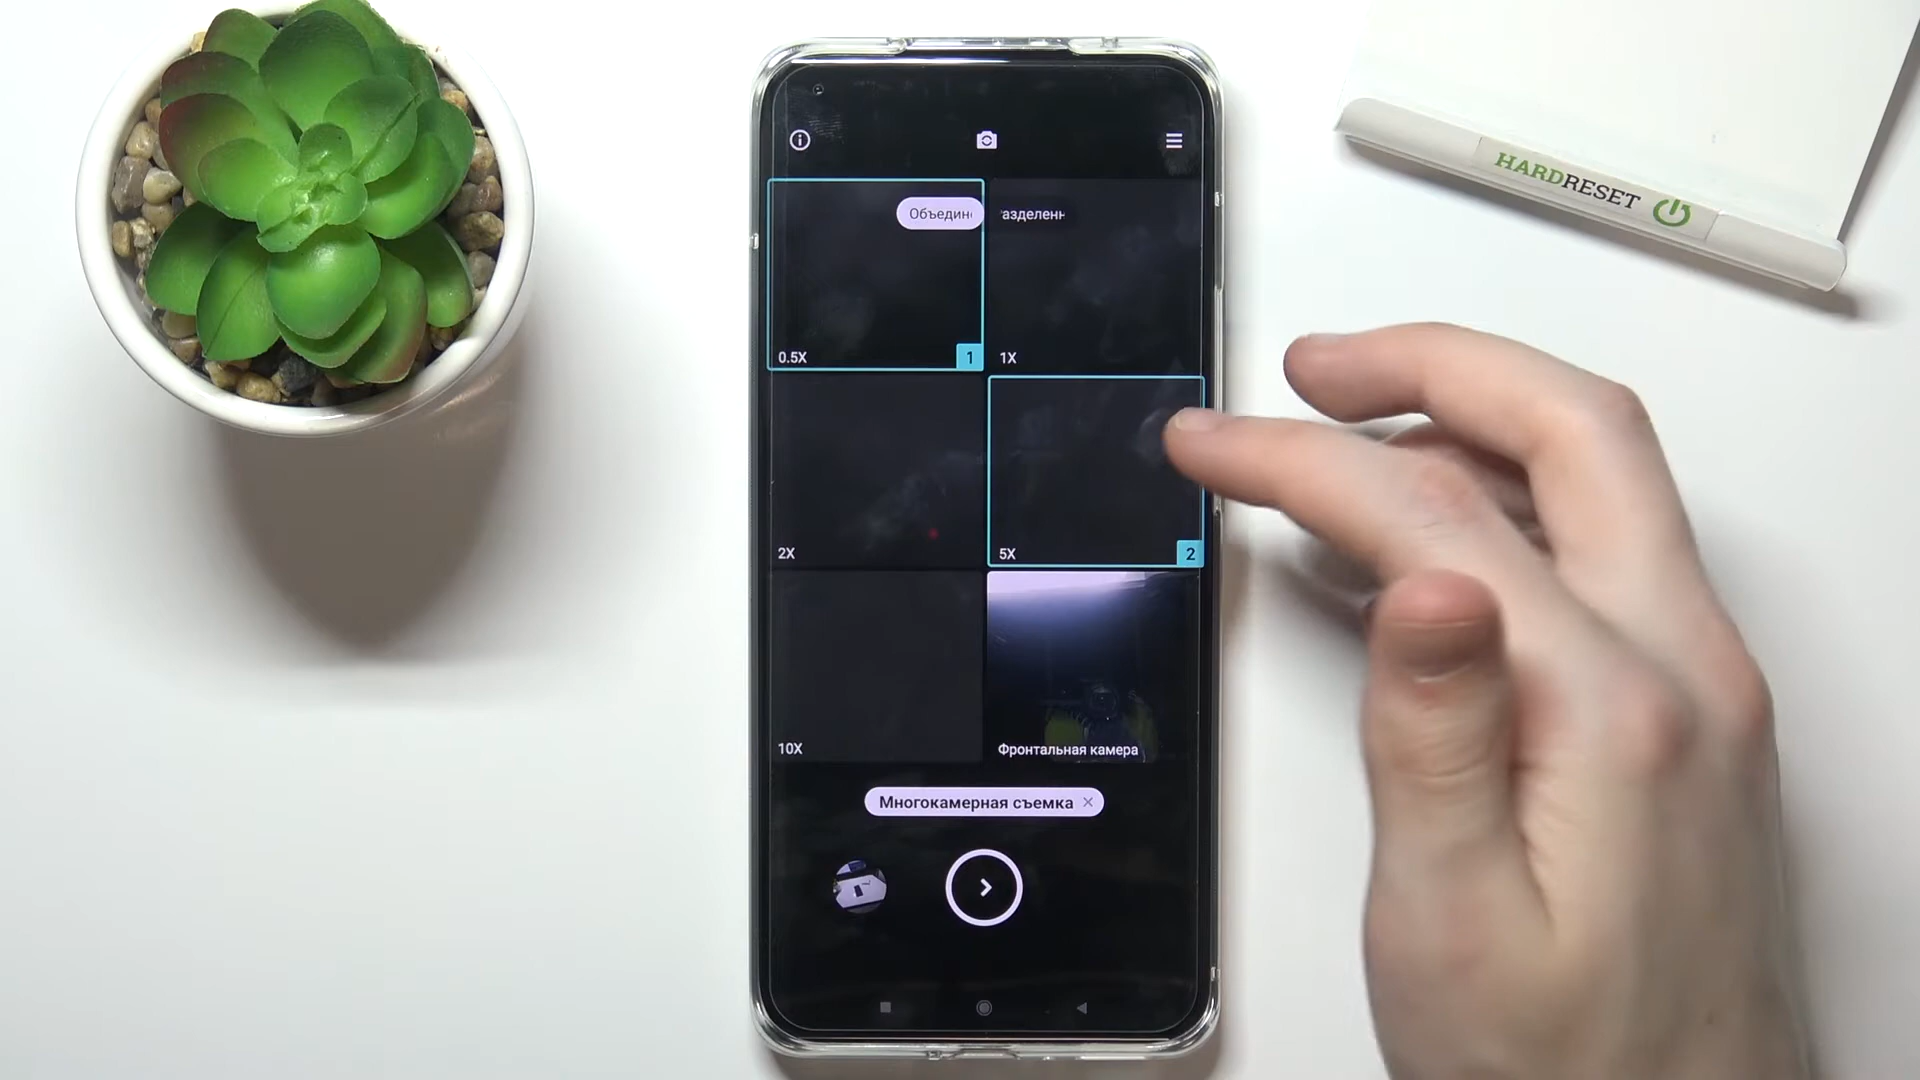 Объедин
азделенн
0.5X
1
1X
2X
5X
2
10X
Фронтальная камера
Многокамерная съемка
HARDRESET